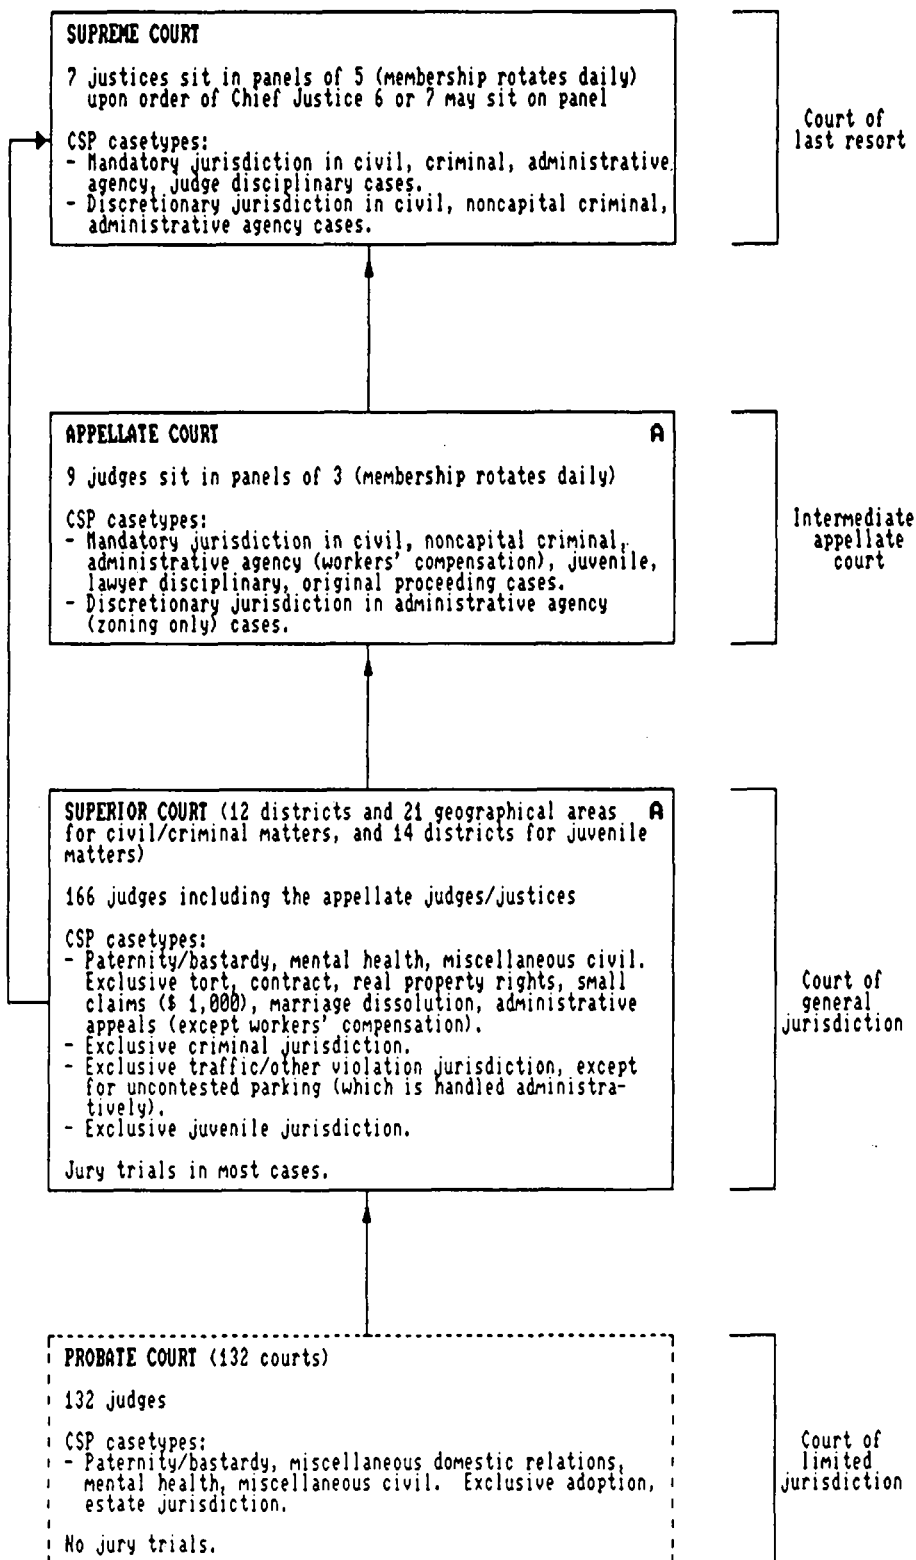 SUPREME COURT
7 justices sit in panels of 5 (membership rotates daily)
upon order of Chief Justice 6 or 7 may sit on panel
CSP casetypes:
- Mandatory jurisdiction in civil, criminal, administrative
agency, judge disciplinary cases.
- Discretionary jurisdiction in civil, noncapital criminal,
administrative agency cases.
Court of
last resort
APPELLATE COURT A
9 judges sit in panels of 3 (membership rotates daily)
CSP casetypes:
- Mandatory jurisdiction in civil, noncapital criminal,
administrative agency (workers' compensation), juvenile,
lawyer disciplinary, original proceeding cases.
- Discretionary jurisdiction in administrative agency
(zoning only) cases.
Intermediate
appellate
court
SUPERIOR COURT (12 districts and 21 geographical areas A
for civil/criminal matters, and 14 districts for juvenile
matters)
166 judges including the appellate judges/justices
CSP casetypes:
- Paternity/bastardy, mental health, miscellaneous civil.
Exclusive tort, contract, real property rights, small
claims ($ 1,000), marriage dissolution, administrative
appeals (except workers' compensation).
- Exclusive criminal jurisdiction.
- Exclusive traffic/other violation jurisdiction, except
for uncontested parking (which is handled administra-
tively).
- Exclusive juvenile jurisdiction.
Jury trials in most cases.
Court of
general
jurisdiction
PROBATE COURT (132 courts)
132 judges
CSP casetypes:
- Paternity/bastardy, miscellaneous domestic relations,
mental health, miscellaneous civil. Exclusive adoption,
estate jurisdiction.
No jury trials.
Court of
limited
jurisdiction